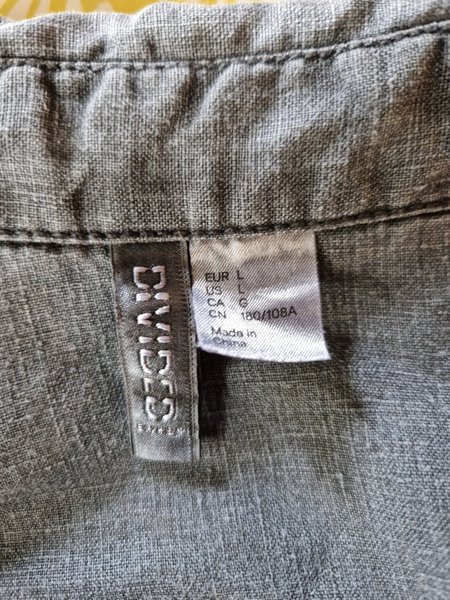 DIVIDED
EUR L
US L
CA G
CN 180/108A
Made in
China